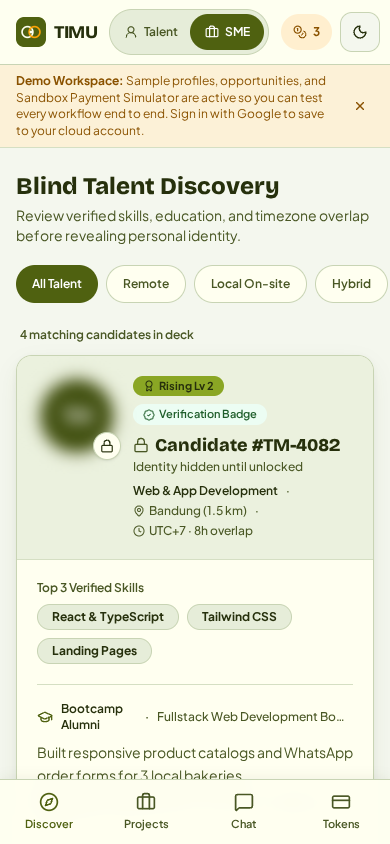 TIMU
Talent
SME
3
Demo Workspace: Sample profiles, opportunities, and
Sandbox Payment Simulator are active so you can test
every workflow end to end. Sign in with Google to save
to your cloud account.
Blind Talent Discovery
Review verified skills, education, and timezone overlap
before revealing personal identity.
All Talent
Remote
Local On-site
Hybrid
4 matching candidates in deck
Rising Lv 2
Verification Badge
Candidate #TM-4082
Identity hidden until unlocked
Web & App Development ·
Bandung (1.5 km) ·
UTC+7 · 8h overlap
Top 3 Verified Skills
React & TypeScript
Tailwind CSS
Landing Pages
Bootcamp
Alumni
· Fullstack Web Development Bo...
Built responsive product catalogs and WhatsApp
order forms for 3 local bakeries.
Discover
Projects
Chat
Tokens